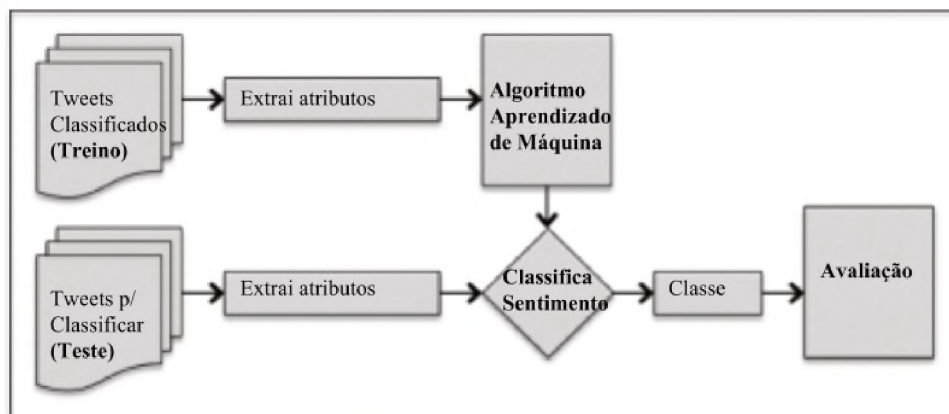 Tweets
Classificados
(Treino)
Extrai atributos
Algoritmo
Aprendizado
de Máquina
Tweets p/
Classificar
(Teste)
Extrai atributos
Classifica
Sentimento
Classe
Avaliação